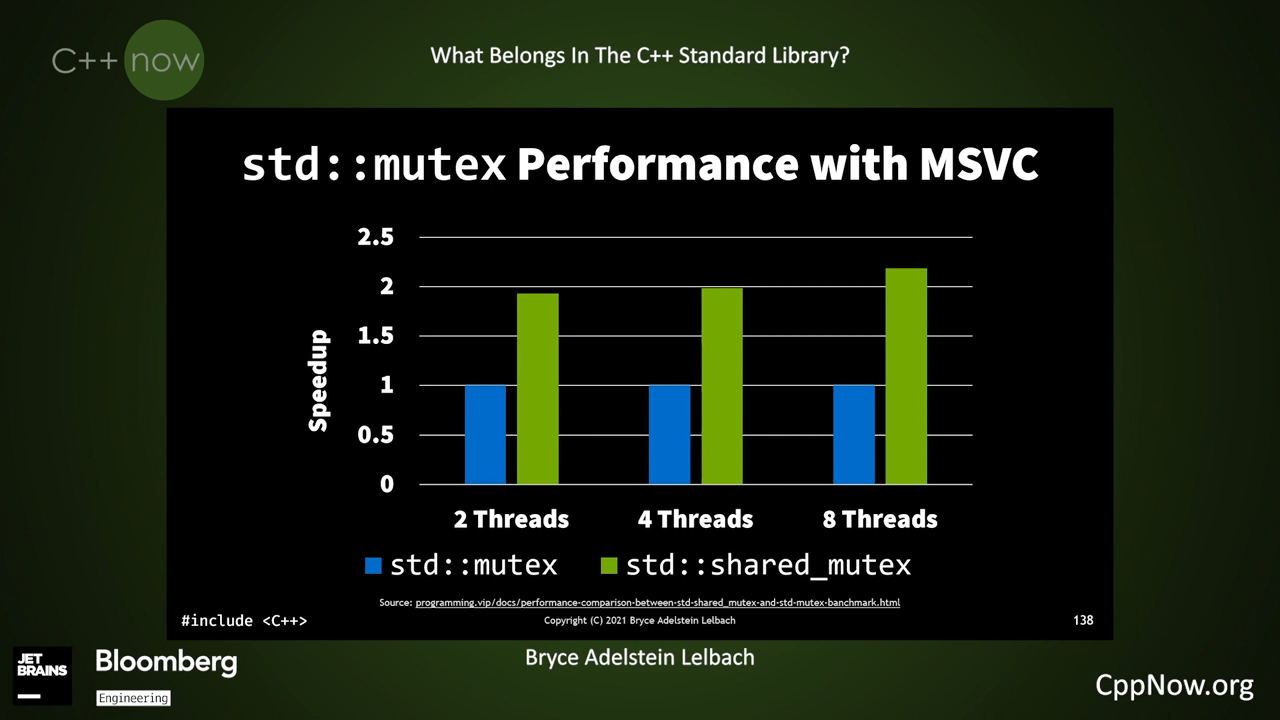 C++ now
What Belongs In The C++ Standard Library?
std::mutex Performance with MSVC
2.5
2
1.5
1
0.5
0
Speedup
2 Threads 4 Threads 8 Threads
std::mutex std::shared_mutex
Source: programming.vip/docs/performance-comparison-between-std-shared_mutex-and-std-mutex-banchmark.html
#include <C++> Copyright (C) 2021 Bryce Adelstein Lelbach 138
JET
BRAINS
Bloomberg
Engineering
Bryce Adelstein Lelbach
CppNow.org